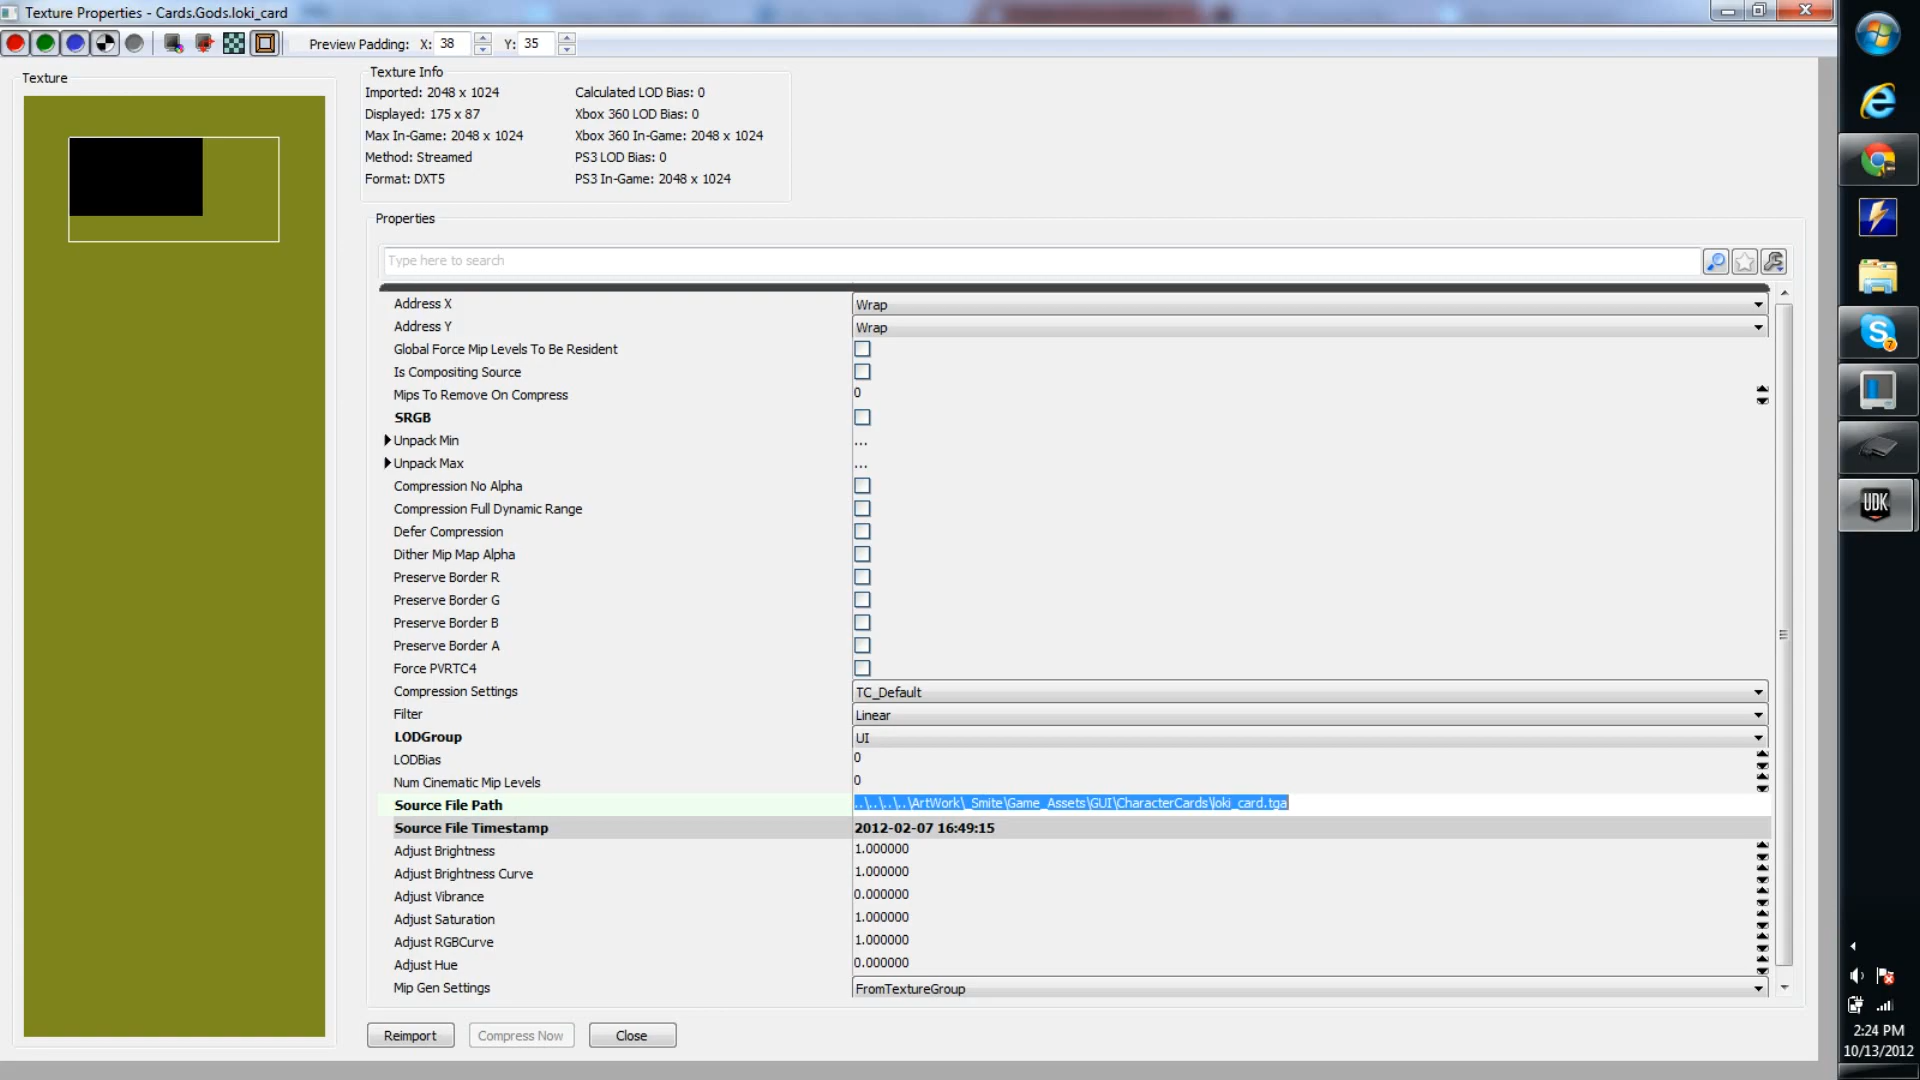 Texture Properties - Cards.Gods.loki_card
Preview Padding: X: 38 Y: 35
Texture
Texture Info
Imported: 2048 x 1024 Calculated LOD Bias: 0
Displayed: 175 x 87 Xbox 360 LOD Bias: 0
Max In-Game: 2048 x 1024 Xbox 360 In-Game: 2048 x 1024
Method: Streamed PS3 LOD Bias: 0
Format: DXT5 PS3 In-Game: 2048 x 1024
Properties
Type here to search
Address X Wrap
Address Y Wrap
Global Force Mip Levels To Be Resident
Is Compositing Source
Mips To Remove On Compress 0
SRGB
Unpack Min ...
Unpack Max ...
Compression No Alpha
Compression Full Dynamic Range
Defer Compression
Dither Mip Map Alpha
Preserve Border R
Preserve Border G
Preserve Border B
Preserve Border A
Force PVRTC4
Compression Settings TC_Default
Filter Linear
LODGroup UI
LODBias 0
Num Cinematic Mip Levels 0
Source File Path ..\..\..\..\ArtWork\_Smite\Game_Assets\GUI\CharacterCards\loki_card.tga
Source File Timestamp 2012-02-07 16:49:15
Adjust Brightness 1.000000
Adjust Brightness Curve 1.000000
Adjust Vibrance 0.000000
Adjust Saturation 1.000000
Adjust RGBCurve 1.000000
Adjust Hue 0.000000
Mip Gen Settings FromTextureGroup
Reimport Compress Now Close
S
7
UDK
2:24 PM
10/13/2012